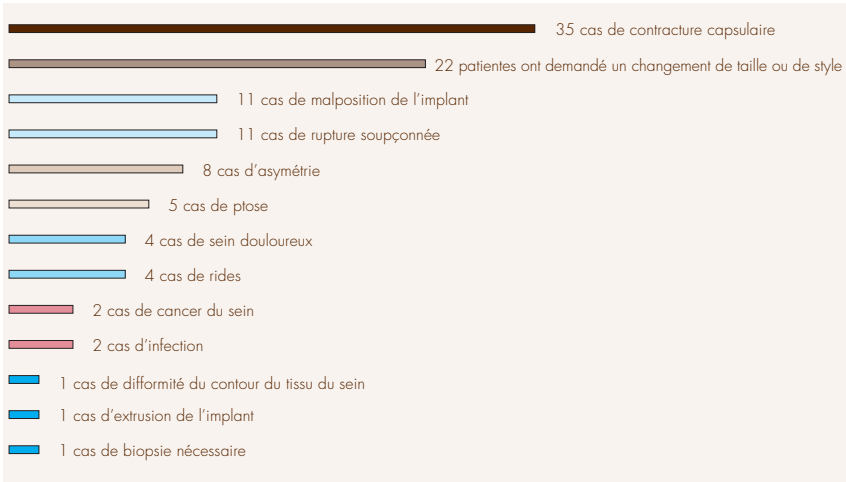 35 cas de contracture capsulaire
22 patientes ont demandé un changement de taille ou de style
11 cas de malposition de l’implant
11 cas de rupture soupçonnée
8 cas d’asymétrie
5 cas de ptose
4 cas de sein douloureux
4 cas de rides
2 cas de cancer du sein
2 cas d’infection
1 cas de difformité du contour du tissu du sein
1 cas d’extrusion de l’implant
1 cas de biopsie nécessaire